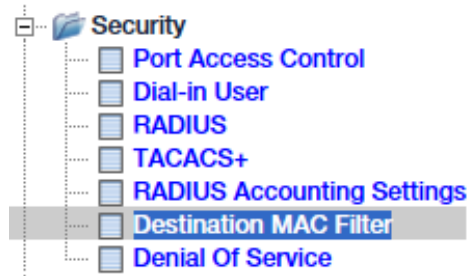 Security
Port Access Control
Dial-in User
RADIUS
TACACS+
RADIUS Accounting Settings
Destination MAC Filter
Denial Of Service